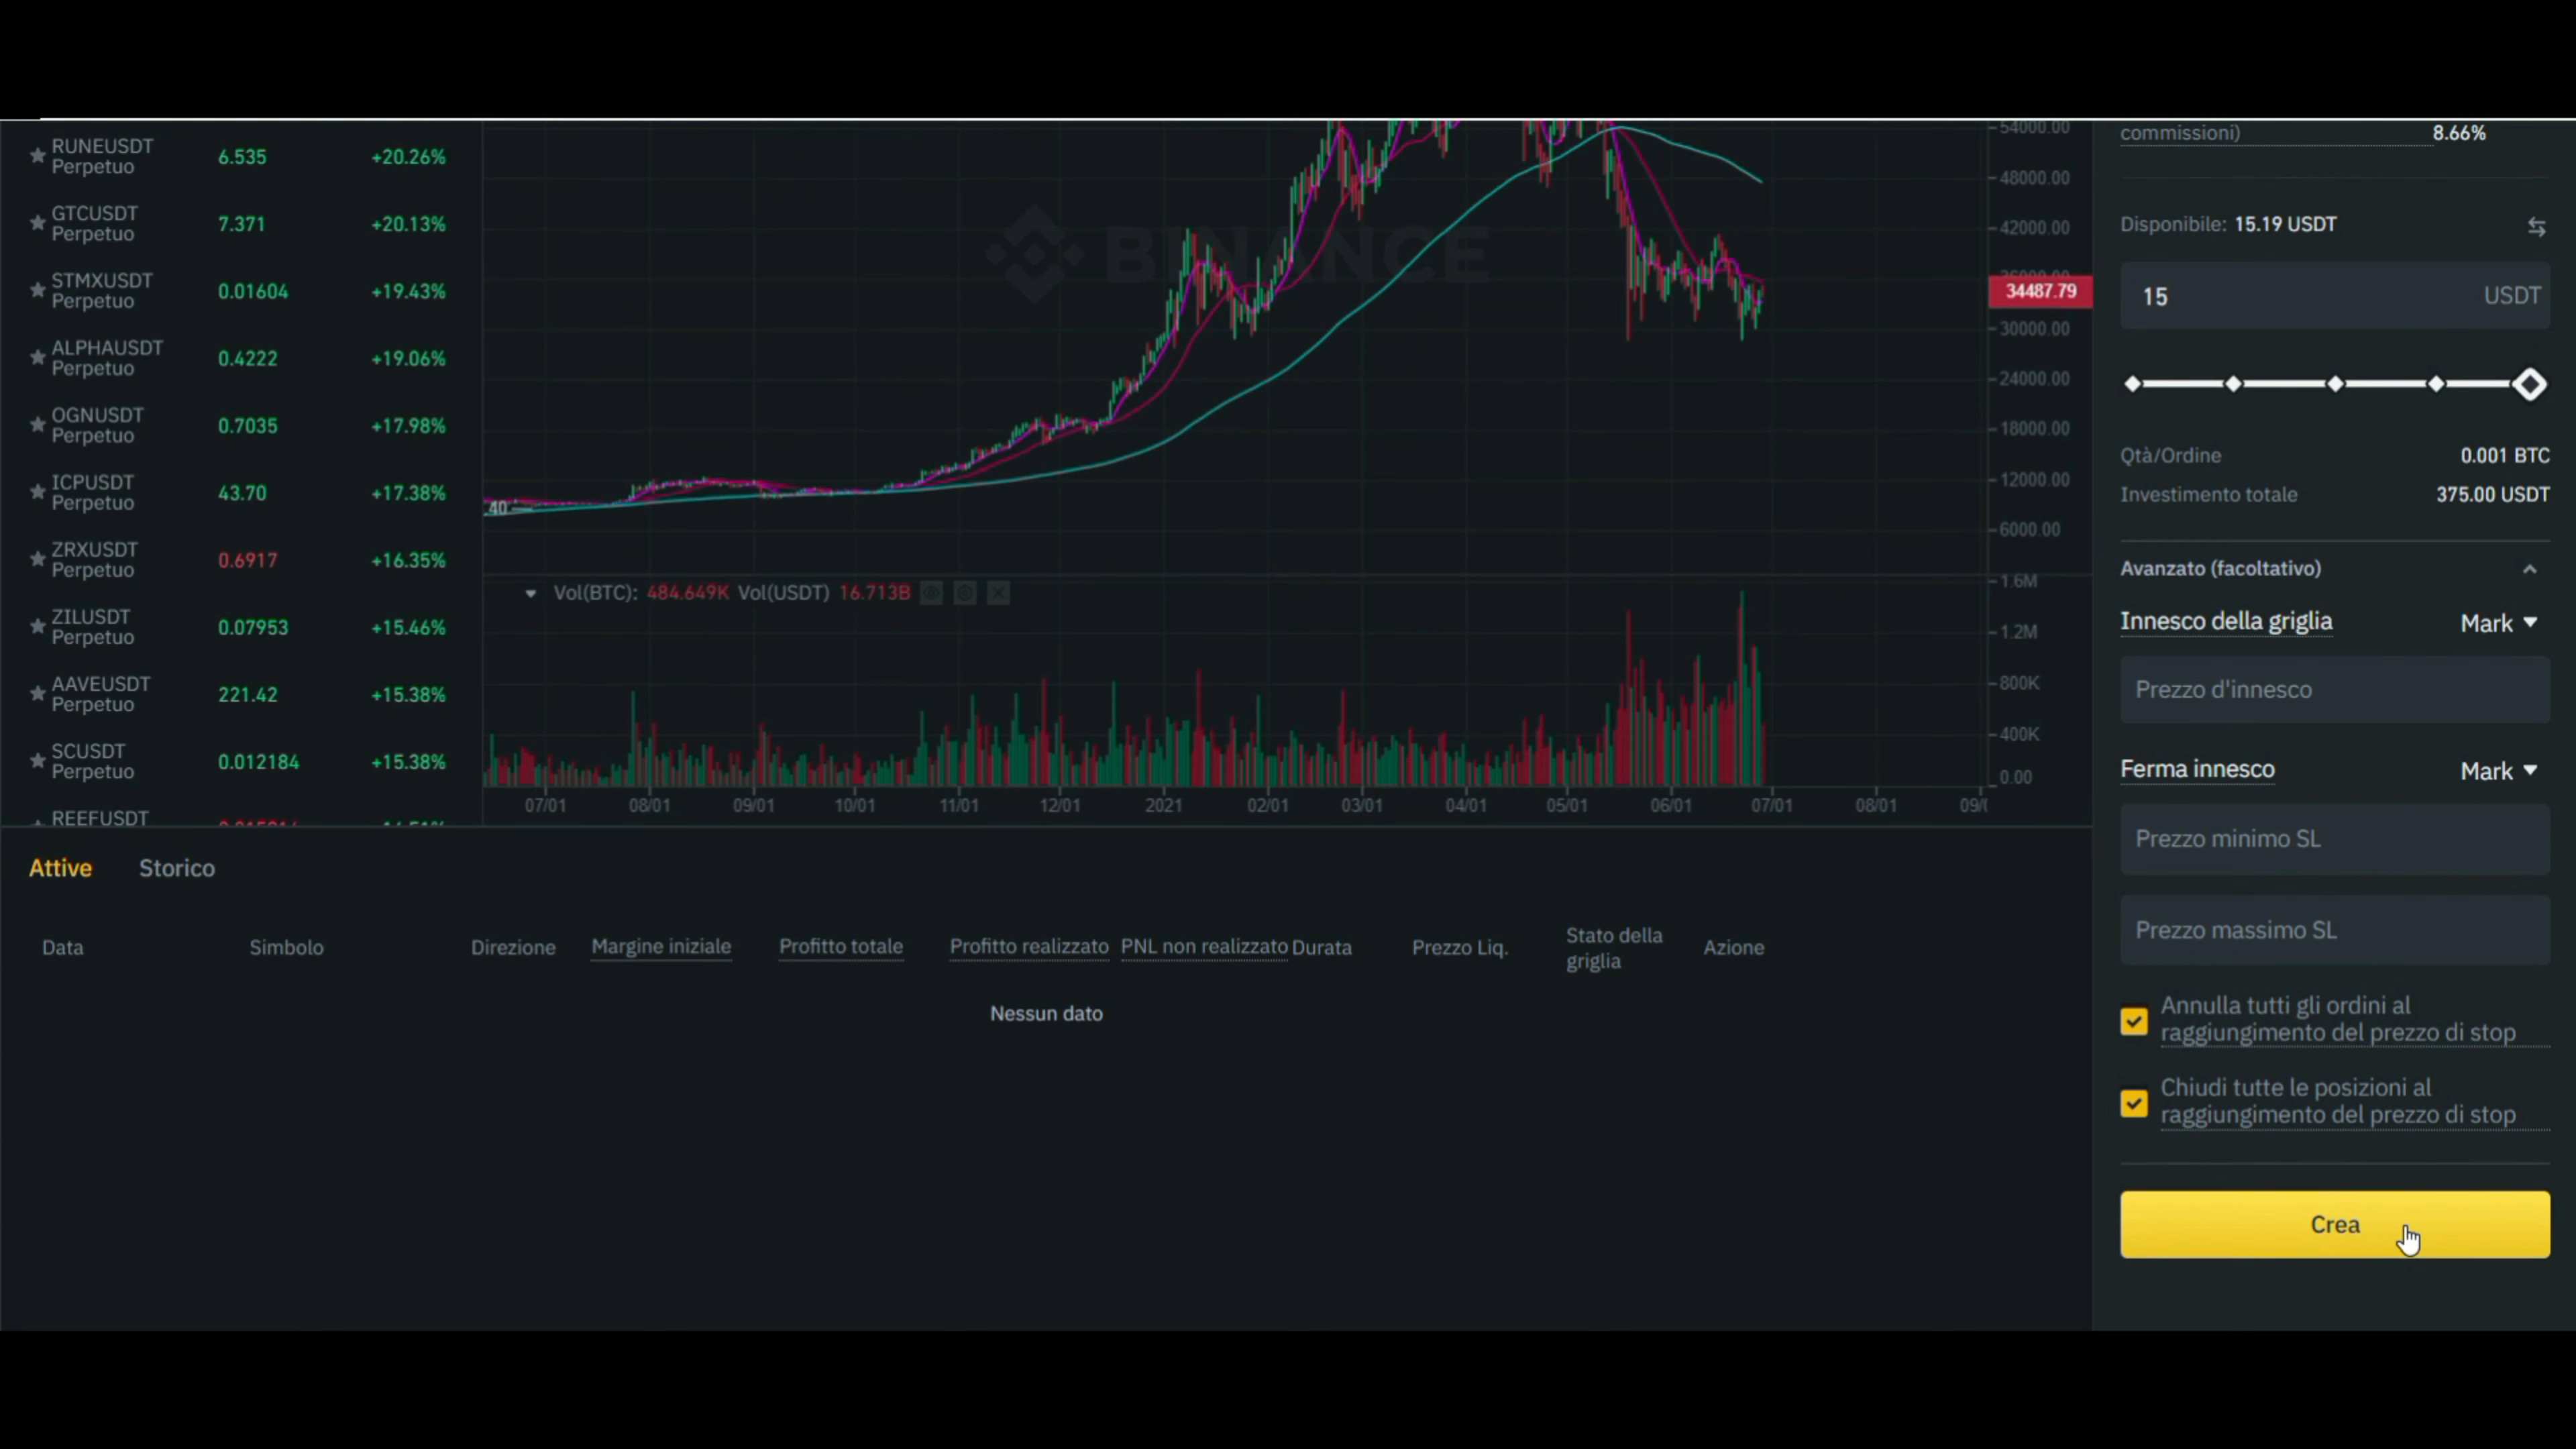 RUNEUSDT 6.535 +20.26%
Perpetuo
GTCUSDT 7.371 +20.13%
Perpetuo
STMXUSDT 0.01604 +19.43%
Perpetuo
ALPHAUSDT 0.4222 +19.06%
Perpetuo
OGNUSDT 0.7035 +17.98%
Perpetuo
ICPUSDT 43.70 +17.38%
Perpetuo
ZRXUSDT 0.6917 +16.35%
Perpetuo
ZILUSDT 0.07953 +15.46%
Perpetuo
AAVEUSDT 221.42 +15.38%
Perpetuo
SCUSDT 0.012184 +15.38%
Perpetuo
REEFUSDT
BINANCE
40
54000.00
48000.00
42000.00
34487.79
30000.00
24000.00
18000.00
12000.00
6000.00
Vol(BTC): 484.649K Vol(USDT) 16.713B
1.6M
1.2M
800K
400K
0.00
07/01 08/01 09/01 10/01 11/01 12/01 2021 02/01 03/01 04/01 05/01 06/01 07/01 08/01
Attive Storico
Data Simbolo Direzione Margine iniziale Profitto totale Profitto realizzato PNL non realizzato Durata Prezzo Liq. Stato della Azione
griglia
Nessun dato
commissioni) 8.66%
Disponibile: 15.19 USDT
15 USDT
Qtà/Ordine 0.001 BTC
Investimento totale 375.00 USDT
Avanzato (facoltativo)
Innesco della griglia Mark
Prezzo d'innesco
Ferma innesco Mark
Prezzo minimo SL
Prezzo massimo SL
Annulla tutti gli ordini al
raggiungimento del prezzo di stop
Chiudi tutte le posizioni al
raggiungimento del prezzo di stop
Crea